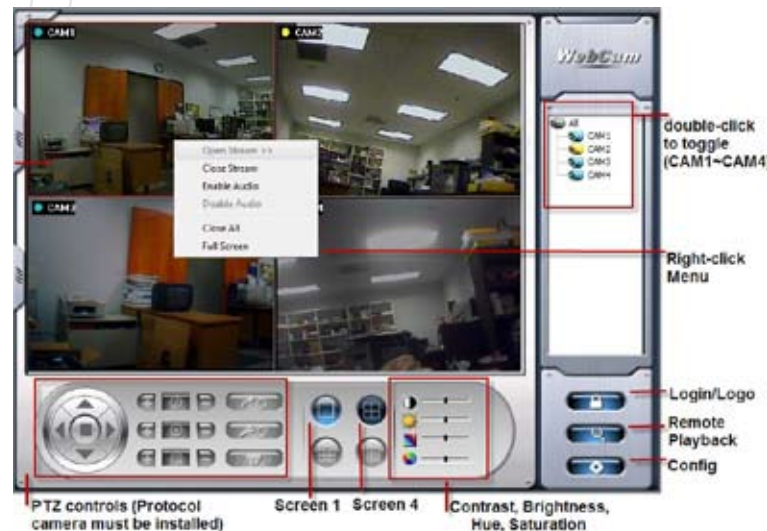 CAM1
CAM2
WebCam
All
CAM1
CAM2
CAM3
CAM4
double-click
to toggle
(CAM1~CAM4)
Open Stream >>
Close Stream
Enable Audio
Disable Audio
Close All
Full Screen
CAM3
Right-click
Menu
Login/Logo
Remote
Playback
Config
PTZ controls (Protocol
camera must be installed)
Screen 1
Screen 4
Contrast, Brightness,
Hue, Saturation